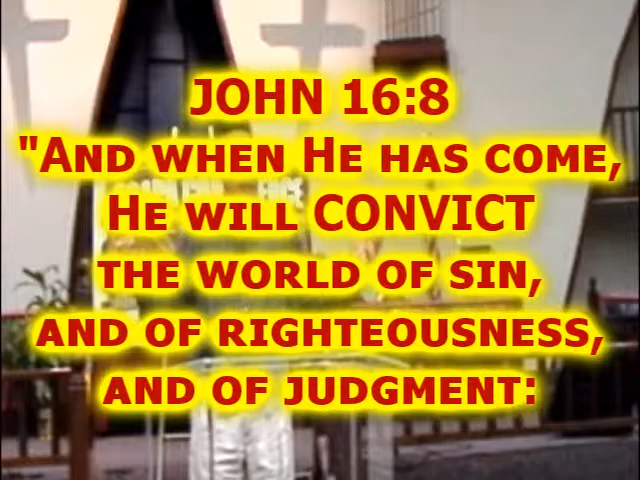 JOHN 16:8
"AND WHEN HE HAS COME,
HE WILL CONVICT
THE WORLD OF SIN,
AND OF RIGHTEOUSNESS,
AND OF JUDGMENT: